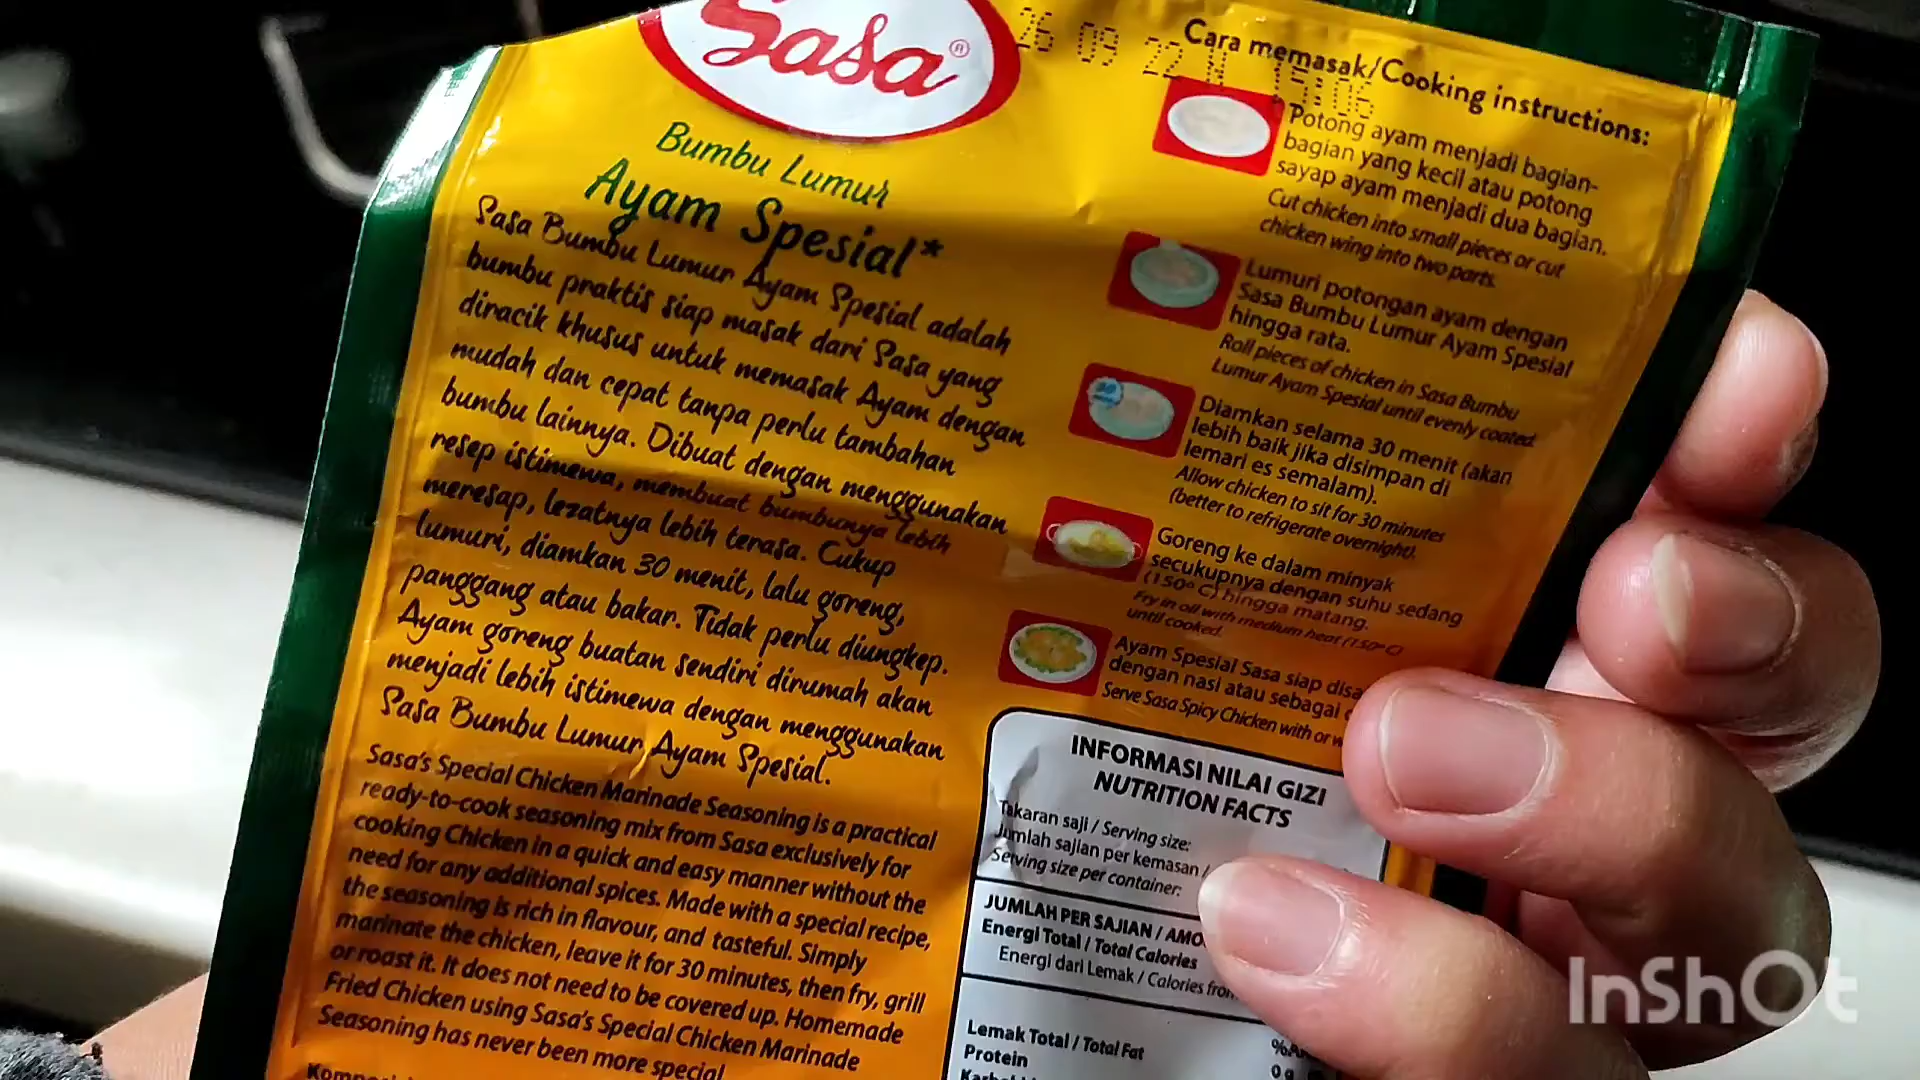 Sasa®
26 09 22
15:06
Bumbu Lumur
Ayam Spesial*
Sasa Bumbu Lumur Ayam Spesial adalah
bumbu praktis siap masak dari Sasa yang
diracik khusus untuk memasak Ayam dengan
mudah dan cepat tanpa perlu tambahan
bumbu lainnya. Dibuat dengan menggunakan
resep istimewa, membuat bumbunya lebih
meresap, lezatnya lebih terasa. Cukup
lumuri, diamkan 30 menit, lalu goreng,
panggang atau bakar. Tidak perlu diungkep.
Ayam goreng buatan sendiri dirumah akan
menjadi lebih istimewa dengan menggunakan
Sasa Bumbu Lumur Ayam Spesial.
Sasa's Special Chicken Marinade Seasoning is a practical
ready-to-cook seasoning mix from Sasa exclusively for
cooking Chicken in a quick and easy manner without the
need for any additional spices. Made with a special recipe,
the seasoning is rich in flavour, and tasteful. Simply
marinate the chicken, leave it for 30 minutes, then fry, grill
or roast it. It does not need to be covered up. Homemade
Fried Chicken using Sasa's Special Chicken Marinade
Seasoning has never been more special
Cara memasak/Cooking instructions:
Potong ayam menjadi bagian-
bagian yang kecil atau potong
sayap ayam menjadi dua bagian.
Cut chicken into small pieces or cut
chicken wing into two parts.
Lumuri potongan ayam dengan
Sasa Bumbu Lumur Ayam Spesial
hingga rata.
Roll pieces of chicken in Sasa Bumbu
Lumur Ayam Spesial until evenly coated.
Diamkan selama 30 menit (akan
lebih baik jika disimpan di
lemari es semalam).
Allow chicken to sit for 30 minutes
(better to refrigerate overnight).
Goreng ke dalam minyak
secukupnya dengan suhu sedang
(150° C) hingga matang.
Fry in oil with medium heat (150° C)
until cooked.
Ayam Spesial Sasa siap disa
dengan nasi atau sebagai
Serve Sasa Spicy Chicken with or w
INFORMASI NILAI GIZI
NUTRITION FACTS
Takaran saji / Serving size:
Jumlah sajian per kemasan /
Serving size per container:
JUMLAH PER SAJIAN / AMO
Energi Total / Total Calories
Energi dari Lemak / Calories from
Lemak Total / Total Fat
Protein
0 g
InShOt